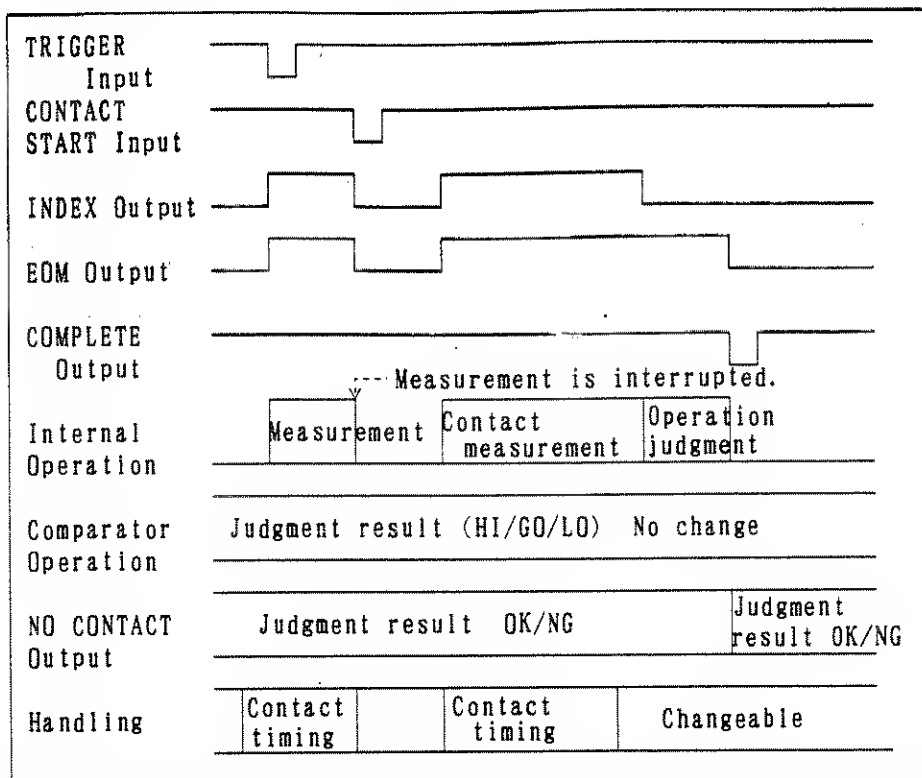 TRIGGER
Input
CONTACT
START Input
INDEX Output
EOM Output
COMPLETE
Output
Measurement is interrupted.
Internal
Operation
Measurement
Contact
measurement
Operation
judgment
Comparator
Operation
Judgment result (HI/GO/LO) No change
NO CONTACT
Output
Judgment result OK/NG
Judgment
result OK/NG
Handling
Contact
timing
Contact
timing
Changeable